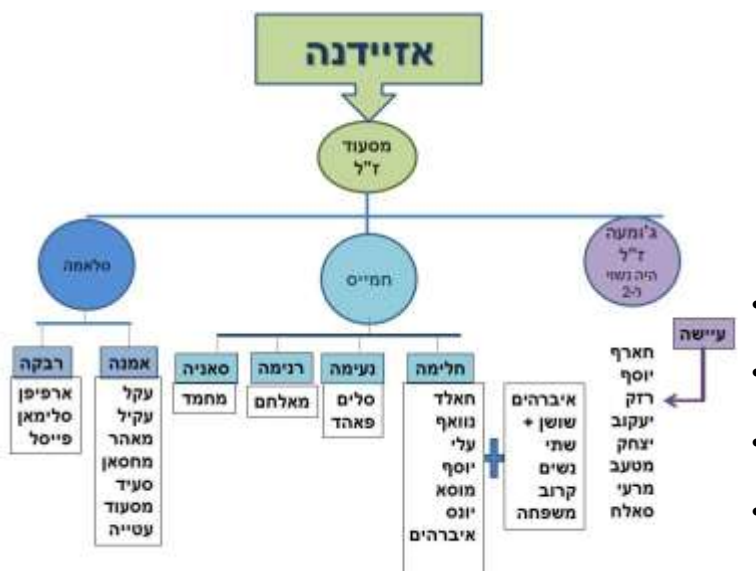 אזיידנה
מסעוד
ז"ל
ג'ומעה
ז"ל
היה נשוי
ל-2
חמייס
סלאמה
עיישה
חארף
יוסף
רזק
יעקוב
יצחק
מטעב
מרעי
סאלח
איברהים
שושן +
שתי
נשים
קרוב
משפחה
חלימה
חאלד
נוואף
עלי
יוסף
מוסא
יונס
איברהים
נעימה
סלים
פאהד
רנימה
מאלחם
סאניה
מחמד
אמנה
עקל
עקיל
מאהר
מחסאן
סעיד
מסעוד
עטייה
רבקה
ארפיפן
סלימאן
פייסל